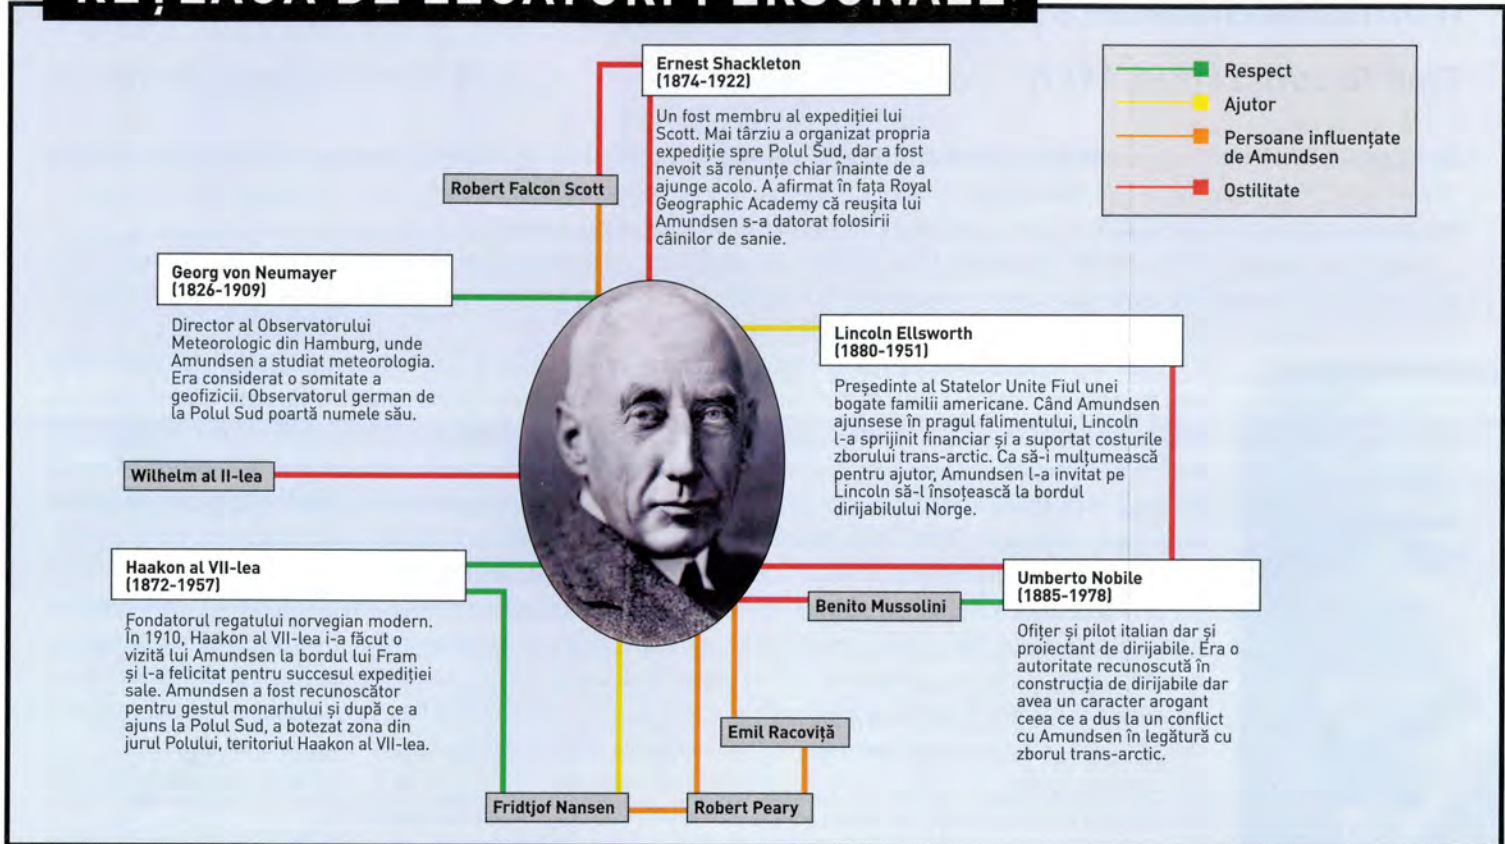 REȚEAUA DE LEGĂTURI PERSONALE
Ernest Shackleton
(1874-1922)
Un fost membru al expediției lui
Scott. Mai târziu a organizat propria
expediție spre Polul Sud, dar a fost
nevoit să renunțe chiar înainte de a
ajunge acolo. A afirmat în fața Royal
Geographic Academy că reușita lui
Amundsen s-a datorat folosirii
câinilor de sanie.
Respect
Ajutor
Persoane influențate
de Amundsen
Ostilitate
Robert Falcon Scott
Georg von Neumayer
(1826-1909)
Director al Observatorului
Meteorologic din Hamburg, unde
Amundsen a studiat meteorologia.
Era considerat o somitate a
geofizicii. Observatorul german de
la Polul Sud poartă numele său.
Lincoln Ellsworth
(1880-1951)
Președinte al Statelor Unite Fiul unei
bogate familii americane. Când Amundsen
ajunsese în pragul falimentului, Lincoln
l-a sprijinit financiar și a suportat costurile
zborului trans-arctic. Ca să-i mulțumească
pentru ajutor, Amundsen l-a invitat pe
Lincoln să-l însoțească la bordul
dirijabilului Norge.
Wilhelm al II-lea
Haakon al VII-lea
(1872-1957)
Fondatorul regatului norvegian modern.
În 1910, Haakon al VII-lea i-a făcut o
vizită lui Amundsen la bordul lui Fram
și l-a felicitat pentru succesul expediției
sale. Amundsen a fost recunoscător
pentru gestul monarhului și după ce a
ajuns la Polul Sud, a botezat zona din
jurul Polului, teritoriul Haakon al VII-lea.
Benito Mussolini
Umberto Nobile
(1885-1978)
Ofițer și pilot italian dar și
proiectant de dirijabile. Era o
autoritate recunoscută în
construcția de dirijabile dar
avea un caracter arogant
ceea ce a dus la un conflict
cu Amundsen în legătură cu
zborul trans-arctic.
Emil Racoviță
Fridtjof Nansen
Robert Peary